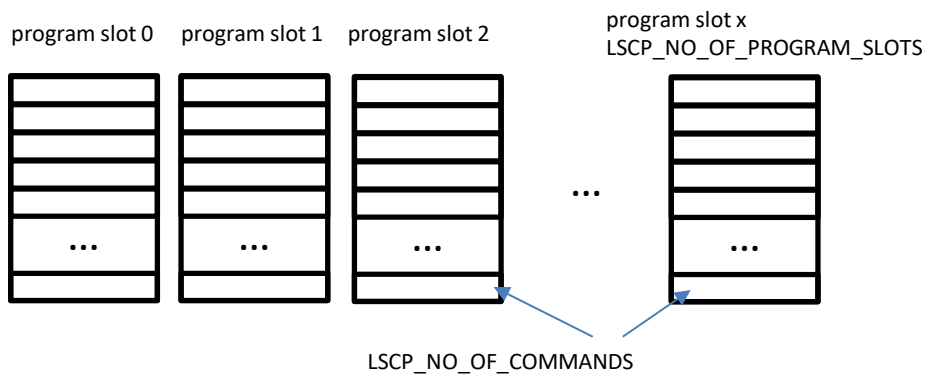 program slot 0
program slot 1
program slot 2
program slot x
LSCP_NO_OF_PROGRAM_SLOTS
...
...
...
...
...
LSCP_NO_OF_COMMANDS